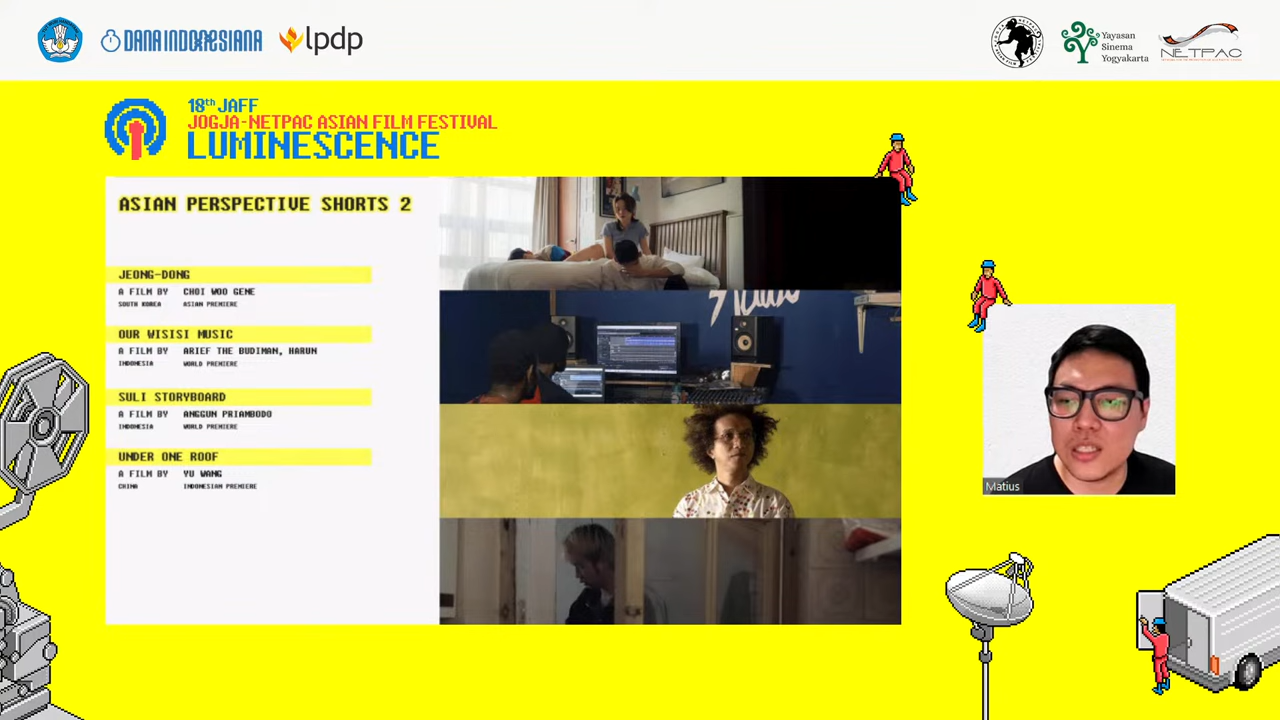 DANA INDONESIANA
lpdp
Yayasan
Sinema
Yogyakarta
NETPAC
18th JAFF
JOGJA-NETPAC ASIAN FILM FESTIVAL
LUMINESCENCE
ASIAN PERSPECTIVE SHORTS 2
JEONG-DONG
A FILM BY CHOI WOO GENE
SOUTH KOREA ASIAN PREMIERE
OUR WISISI MUSIC
A FILM BY ARIEF THE BUDIMAN, HARUN
INDONESIA WORLD PREMIERE
SULI STORYBOARD
A FILM BY ANGGUN PRIAMBODO
INDONESIA WORLD PREMIERE
UNDER ONE ROOF
A FILM BY YU WANG
CHINA INDONESIAN PREMIERE
Matius